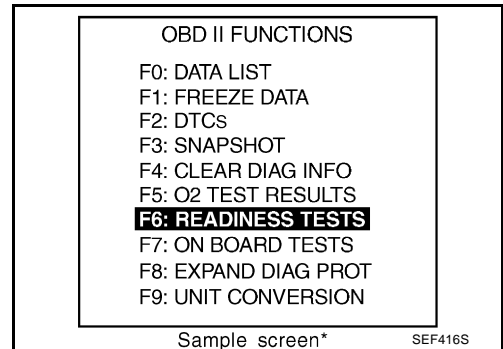 OBD II FUNCTIONS
F0: DATA LIST
F1: FREEZE DATA
F2: DTCs
F3: SNAPSHOT
F4: CLEAR DIAG INFO
F5: O2 TEST RESULTS
F6: READINESS TESTS
F7: ON BOARD TESTS
F8: EXPAND DIAG PROT
F9: UNIT CONVERSION
Sample screen*
SEF416S